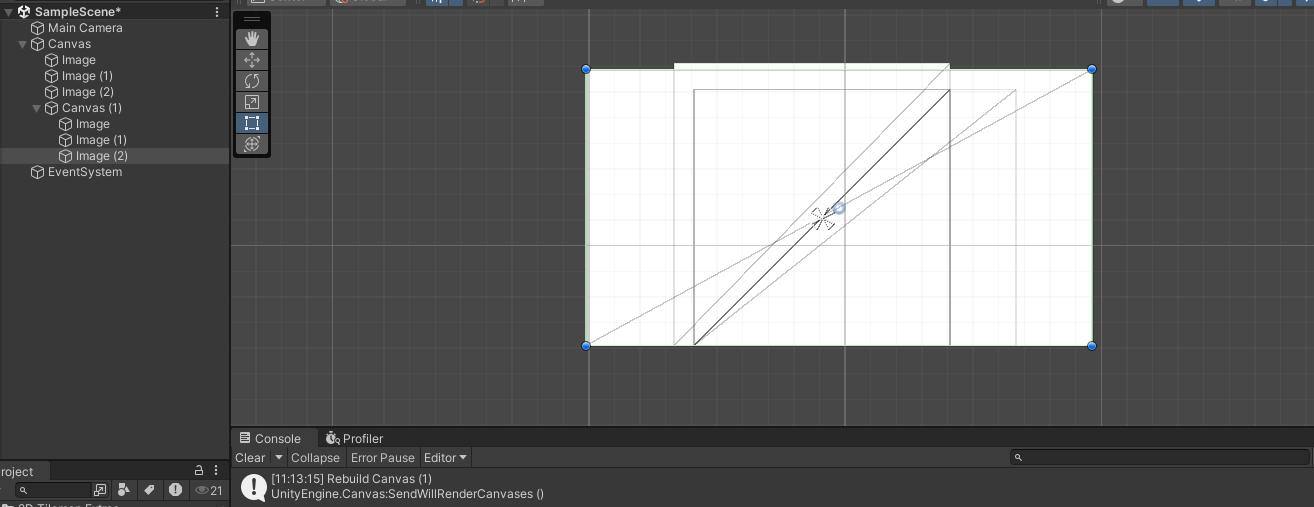 SampleScene*
Main Camera
Canvas
Image
Image (1)
Image (2)
Canvas (1)
Image
Image (1)
Image (2)
EventSystem
Console
Profiler
Clear
Collapse
Error Pause
Editor
roject
21
[11:13:15] Rebuild Canvas (1)
UnityEngine.Canvas:SendWillRenderCanvases ()